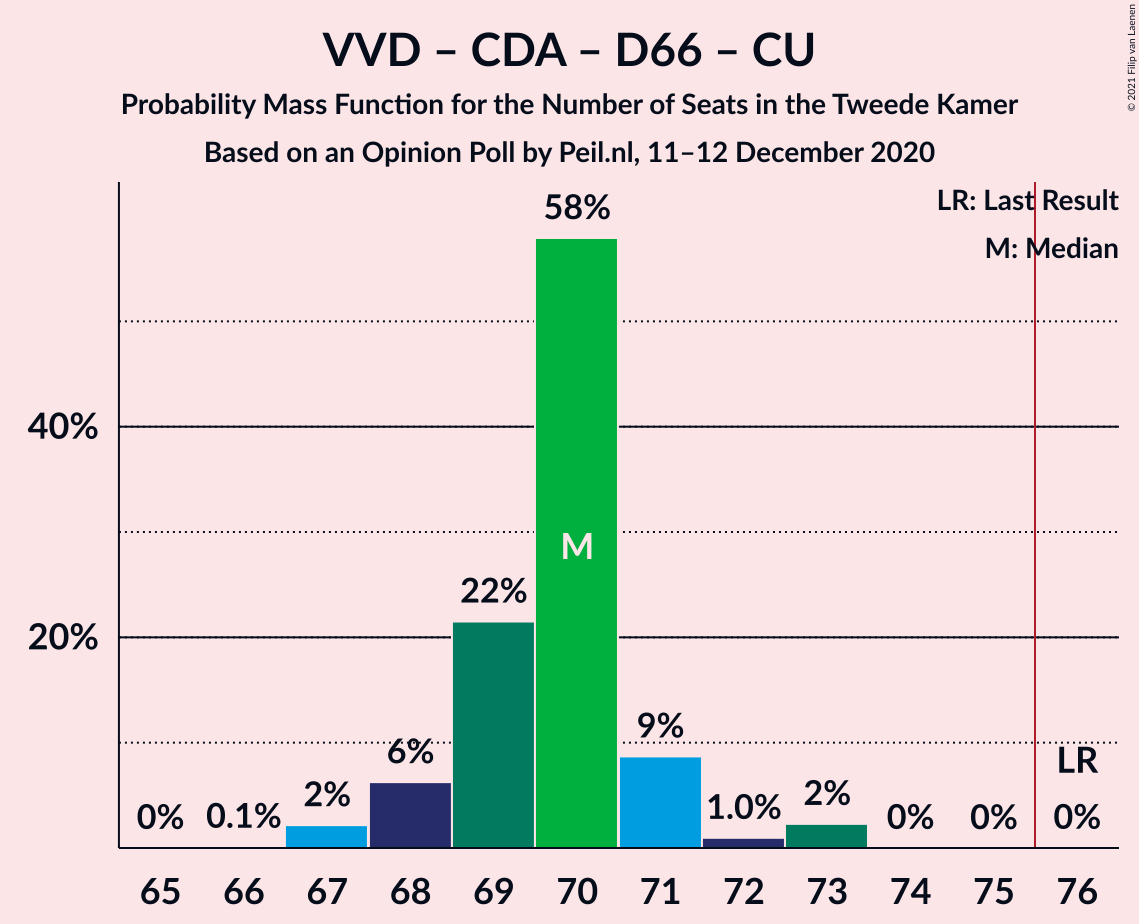 VVD – CDA – D66 – CU
Probability Mass Function for the Number of Seats in the Tweede Kamer
Based on an Opinion Poll by Peil.nl, 11–12 December 2020
© 2021 Filip van Laenen
LR: Last Result
M: Median
58%
40%
M
22%
20%
9%
6%
LR
2%
2%
1.0%
0%
0.1%
0%
0%
0%
65 66 67 68 69 70 71 72 73 74 75 76